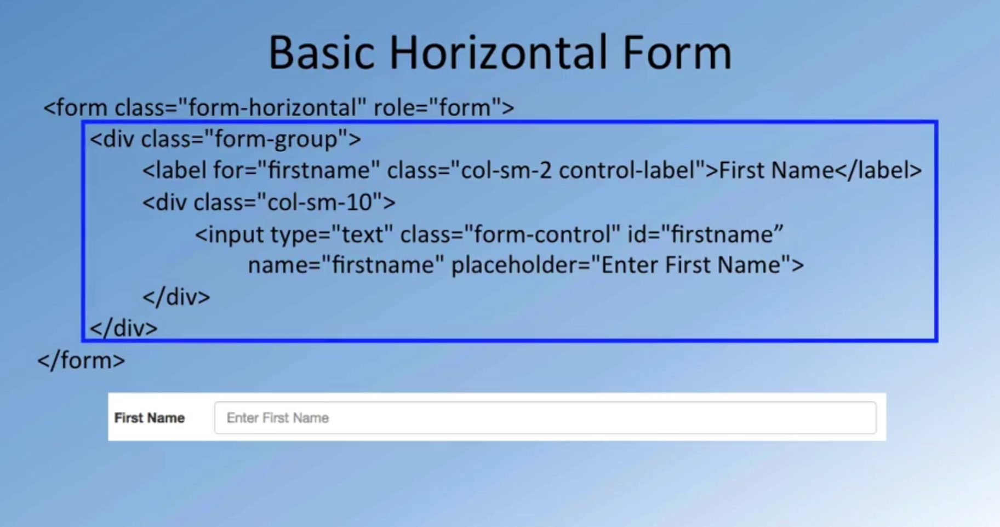 Basic Horizontal Form
<form class="form-horizontal" role="form">
<div class="form-group">
<label for="firstname" class="col-sm-2 control-label">First Name</label>
<div class="col-sm-10">
<input type="text" class="form-control" id="firstname”
name="firstname" placeholder="Enter First Name">
</div>
</div>
</form>
First Name Enter First Name